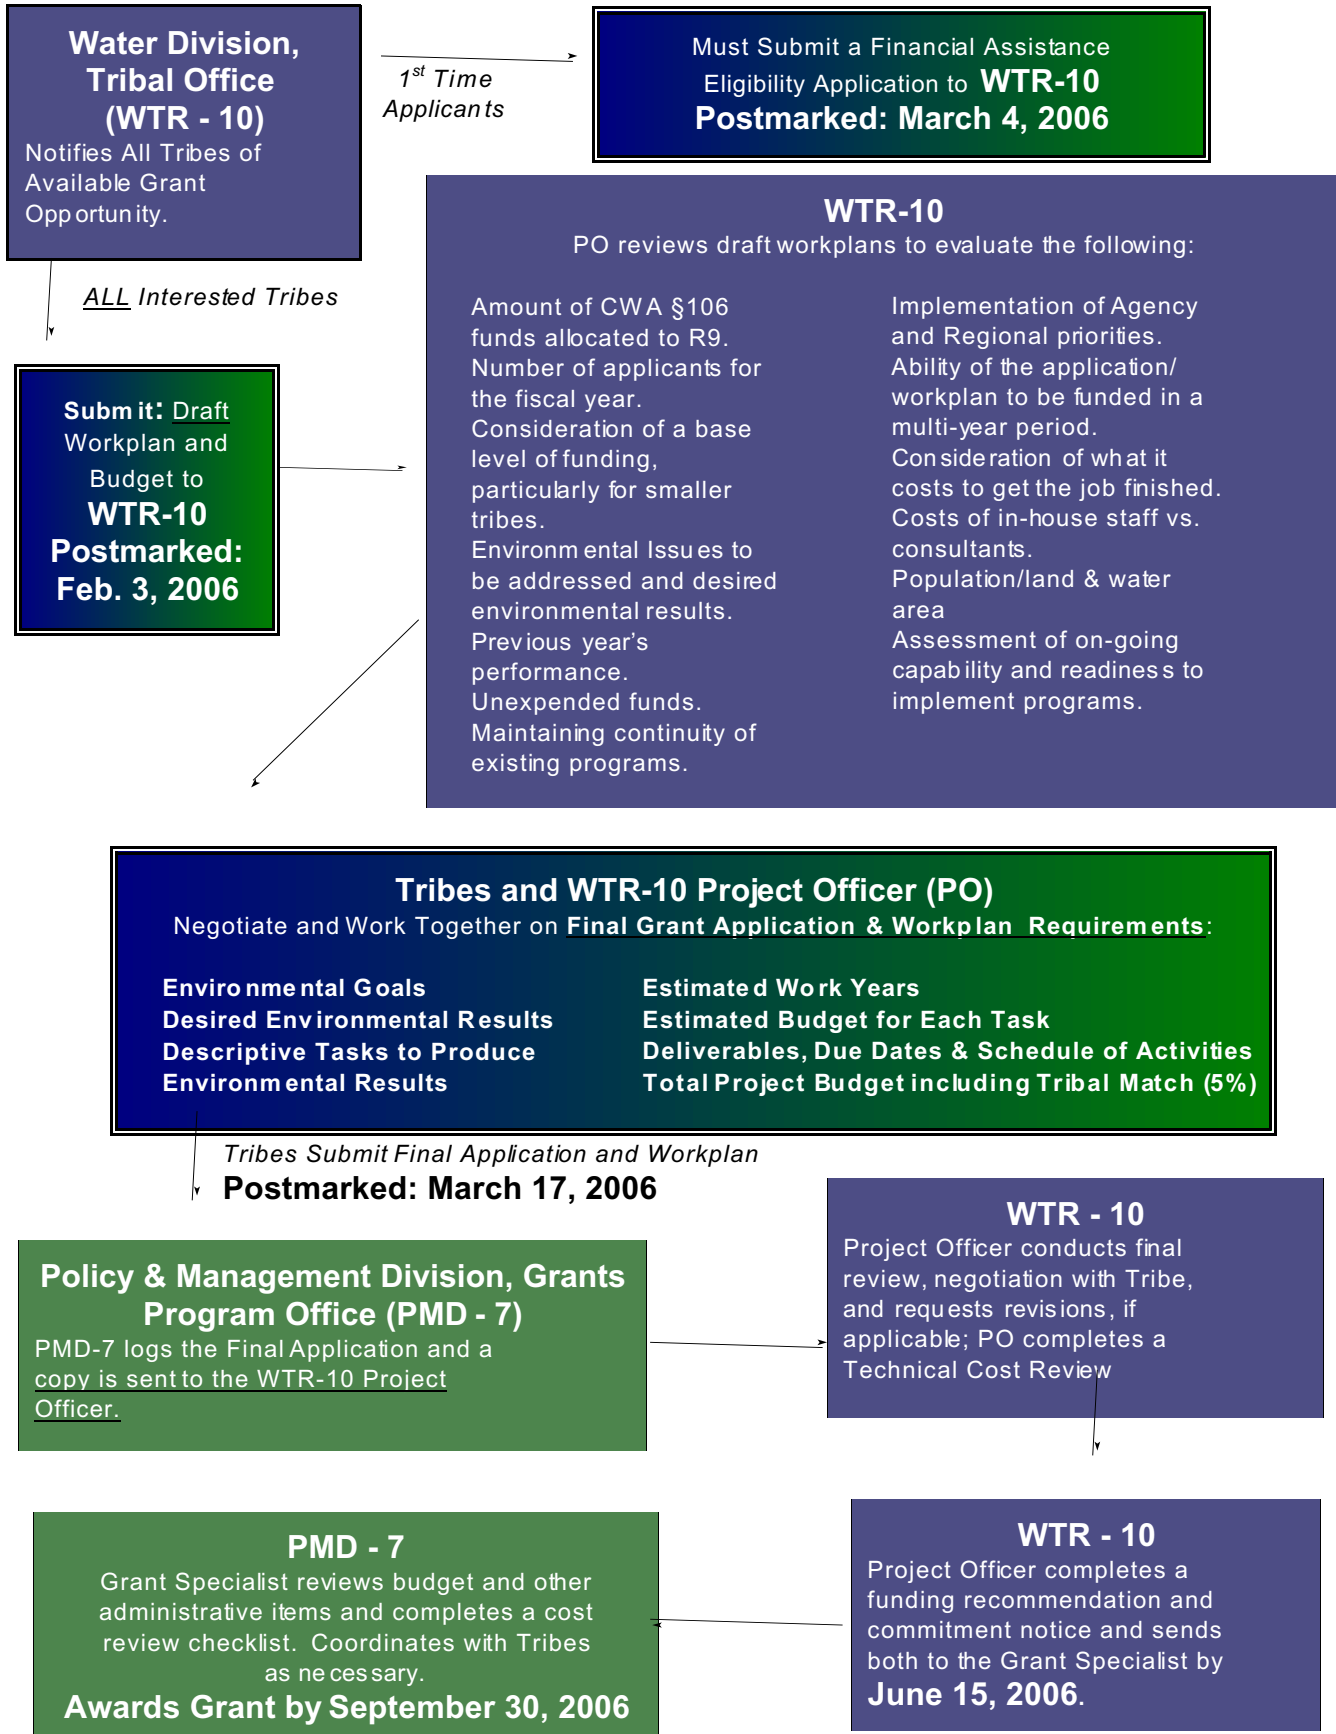 Water Division,
Tribal Office
(WTR - 10)
Notifies All Tribes of
Available Grant
Opportunity.
1st Time
Applicants
Must Submit a Financial Assistance
Eligibility Application to WTR-10
Postmarked: March 4, 2006
ALL Interested Tribes
Submit: Draft
Workplan and
Budget to
WTR-10
Postmarked:
Feb. 3, 2006
WTR-10
PO reviews draft workplans to evaluate the following:
Amount of CWA §106
funds allocated to R9.
Number of applicants for
the fiscal year.
Consideration of a base
level of funding,
particularly for smaller
tribes.
Environmental Issues to
be addressed and desired
environmental results.
Previous year’s
performance.
Unexpended funds.
Maintaining continuity of
existing programs.
Implementation of Agency
and Regional priorities.
Ability of the application/
workplan to be funded in a
multi-year period.
Consideration of what it
costs to get the job finished.
Costs of in-house staff vs.
consultants.
Population/land & water
area
Assessment of on-going
capability and readiness to
implement programs.
Tribes and WTR-10 Project Officer (PO)
Negotiate and Work Together on Final Grant Application & Workplan Requirements:
Environmental Goals
Desired Environmental Results
Descriptive Tasks to Produce
Environmental Results
Estimated Work Years
Estimated Budget for Each Task
Deliverables, Due Dates & Schedule of Activities
Total Project Budget including Tribal Match (5%)
Tribes Submit Final Application and Workplan
Postmarked: March 17, 2006
Policy & Management Division, Grants
Program Office (PMD - 7)
PMD-7 logs the Final Application and a
copy is sent to the WTR-10 Project
Officer.
WTR - 10
Project Officer conducts final
review, negotiation with Tribe,
and requests revisions, if
applicable; PO completes a
Technical Cost Review
WTR - 10
Project Officer completes a
funding recommendation and
commitment notice and sends
both to the Grant Specialist by
June 15, 2006.
PMD - 7
Grant Specialist reviews budget and other
administrative items and completes a cost
review checklist. Coordinates with Tribes
as necessary.
Awards Grant by September 30, 2006